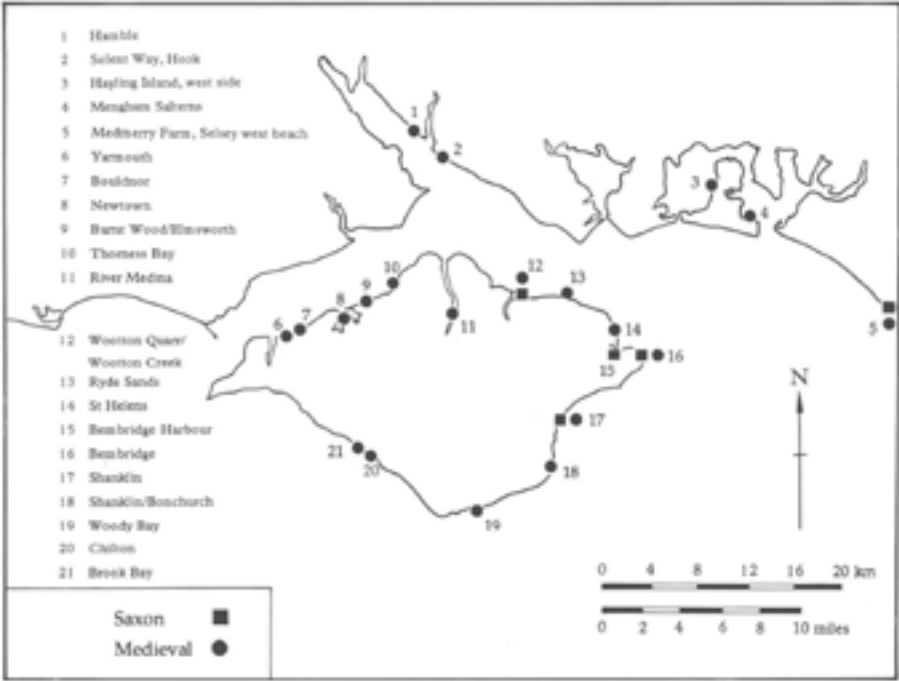 1 Hamble
2 Solent Way, Hook
3 Hayling Island, west side
4 Mengham Salterns
5 Medmerry Farm, Selsey west beach
6 Yarmouth
7 Bouldnor
8 Newtown
9 Burnt Wood/Elmsworth
10 Thorness Bay
11 River Medina
12 Wootton Quarr/
Wootton Creek
13 Ryde Sands
14 St Helens
15 Bembridge Harbour
16 Bembridge
17 Shanklin
18 Shanklin/Bonchurch
19 Woody Bay
20 Chilton
21 Brook Bay
Saxon
Medieval
1
2
3
4
5
6
7
8
9
10
11
12
13
14
15
16
17
18
19
20
21
N
0 4 8 12 16 20 km
0 2 4 6 8 10 miles